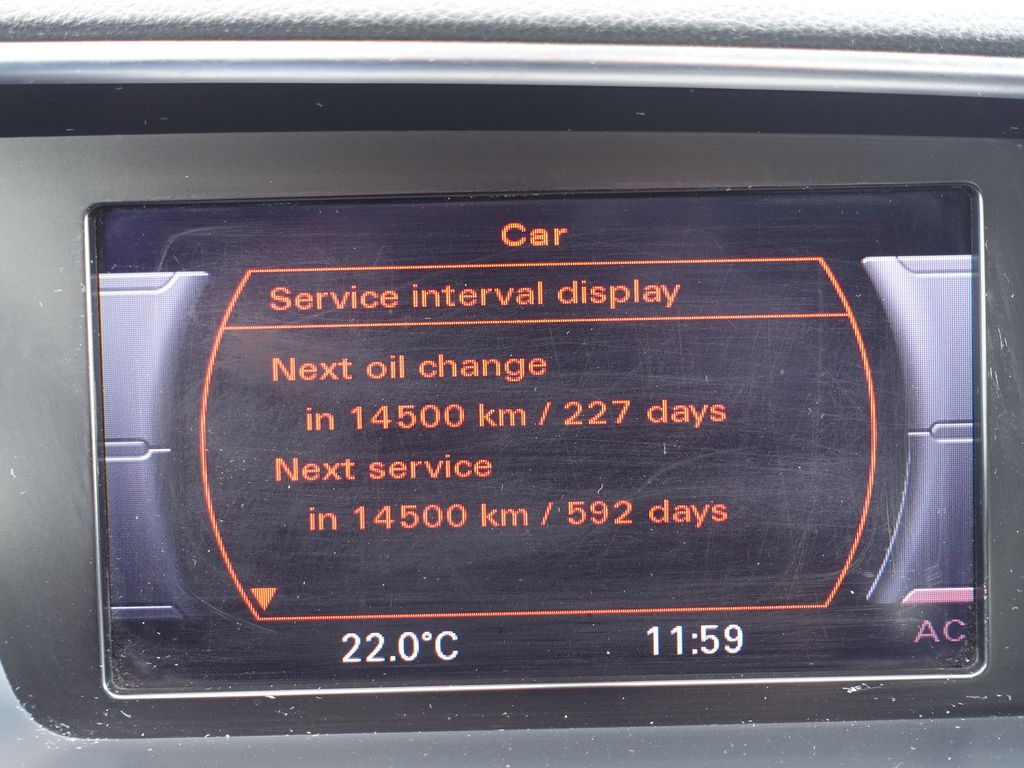 Car
Service interval display
Next oil change
in 14500 km / 227 days
Next service
in 14500 km / 592 days
22.0°C
11:59
AC